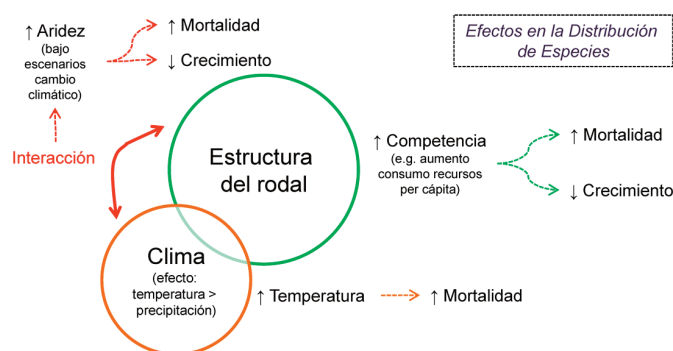 ↑ Aridez
(bajo
escenarios
cambio
climático)
↑ Mortalidad
↓ Crecimiento
Interacción
Efectos en la Distribución
de Especies
Estructura
del rodal
↑ Competencia
(e.g. aumento
consumo recursos
per cápita)
↑ Mortalidad
↓ Crecimiento
Clima
(efecto:
temperatura >
precipitación)
↑ Temperatura
↑ Mortalidad